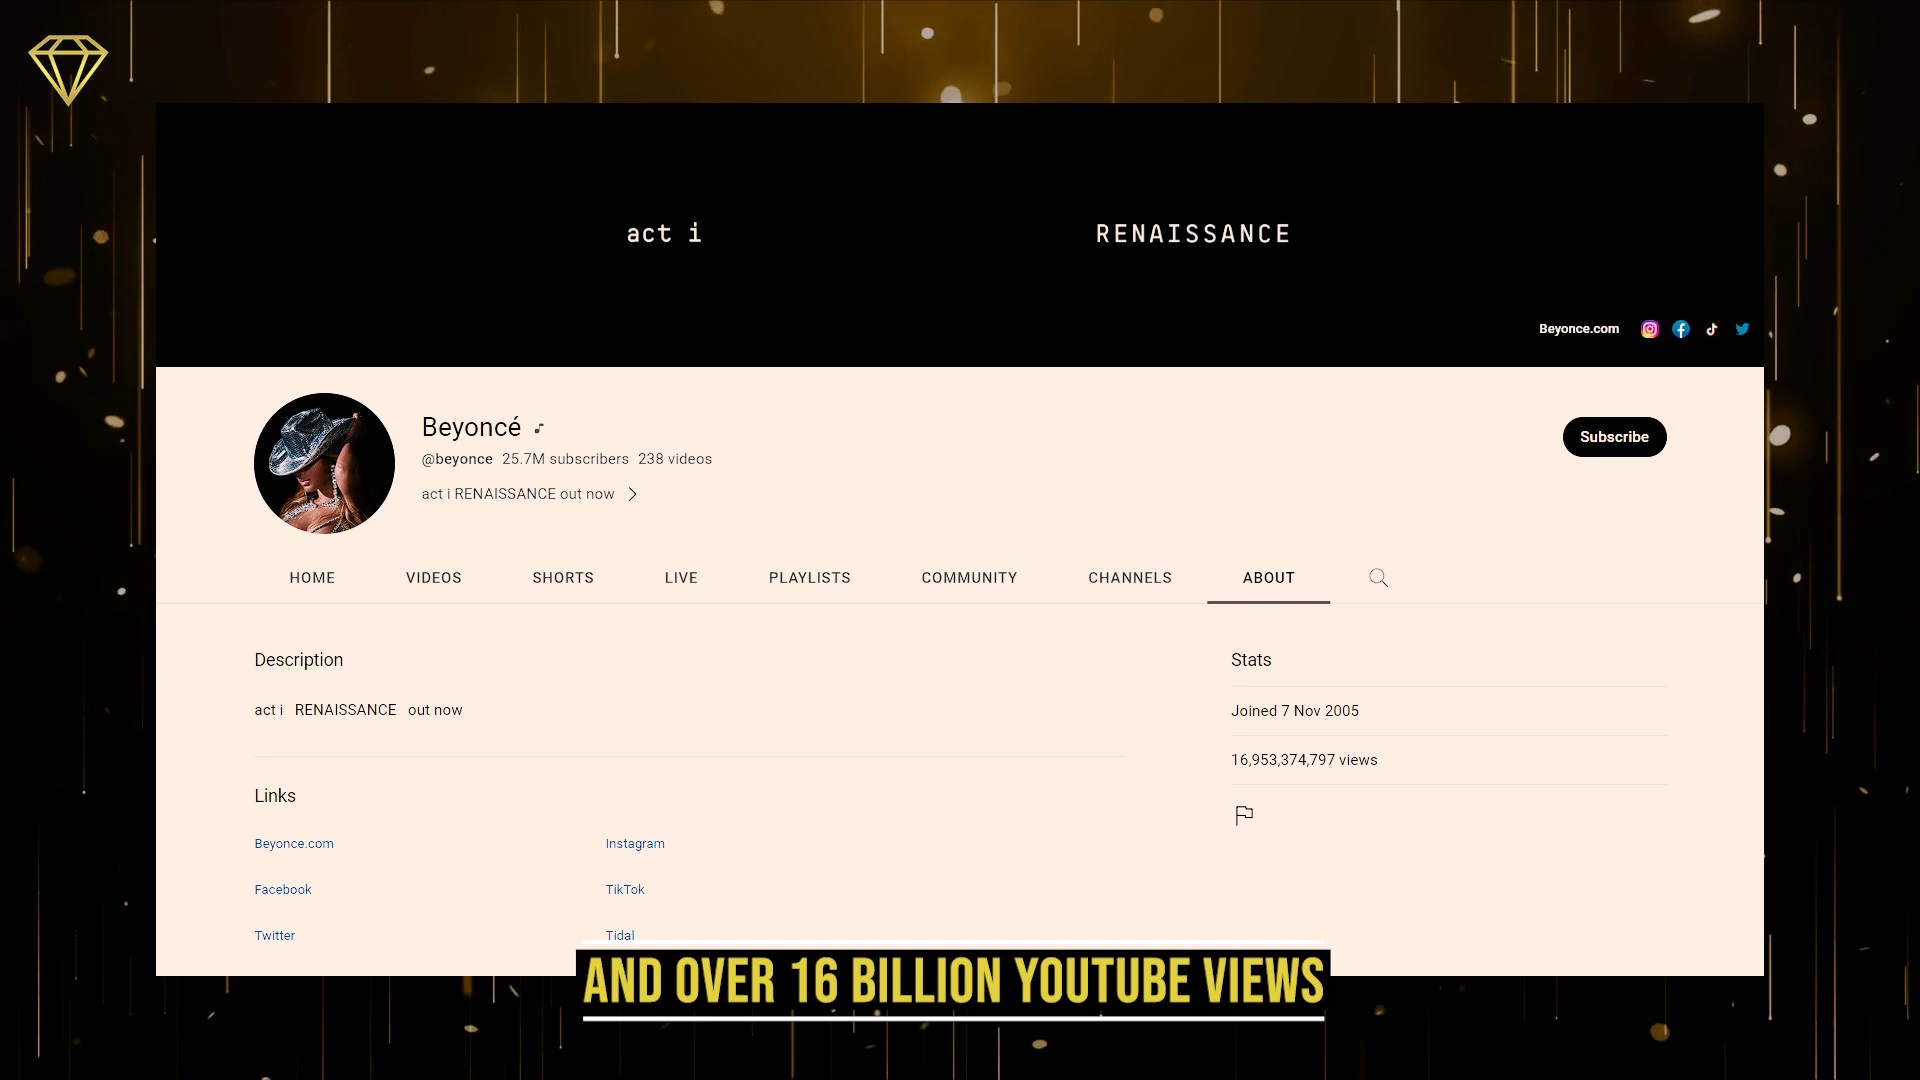 act i RENAISSANCE
Beyonce.com
Beyoncé
@beyonce 25.7M subscribers 238 videos
act i RENAISSANCE out now
Subscribe
HOME VIDEOS SHORTS LIVE PLAYLISTS COMMUNITY CHANNELS ABOUT
Description
act i RENAISSANCE out now
Links
Beyonce.com Instagram
Facebook TikTok
Twitter Tidal
Stats
Joined 7 Nov 2005
16,953,374,797 views
AND OVER 16 BILLION YOUTUBE VIEWS